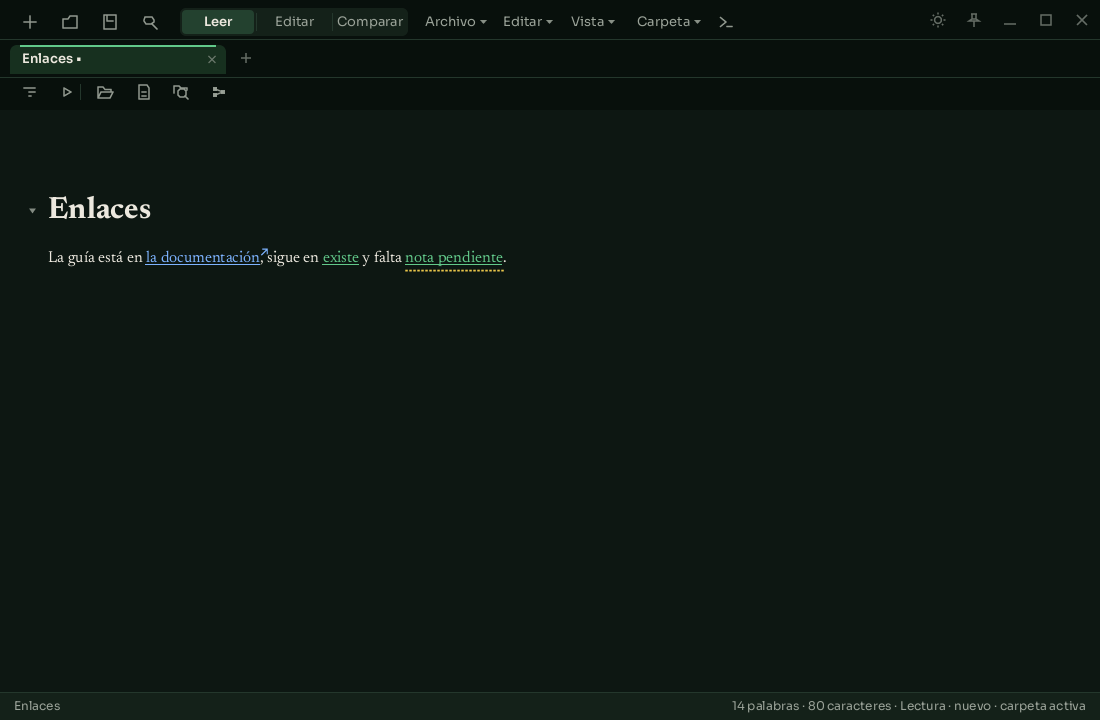 Leer Editar Comparar Archivo Editar Vista Carpeta
Enlaces •
Enlaces
La guía está en la documentación, sigue en existe y falta nota pendiente.
Enlaces 14 palabras · 80 caracteres · Lectura · nuevo · carpeta activa